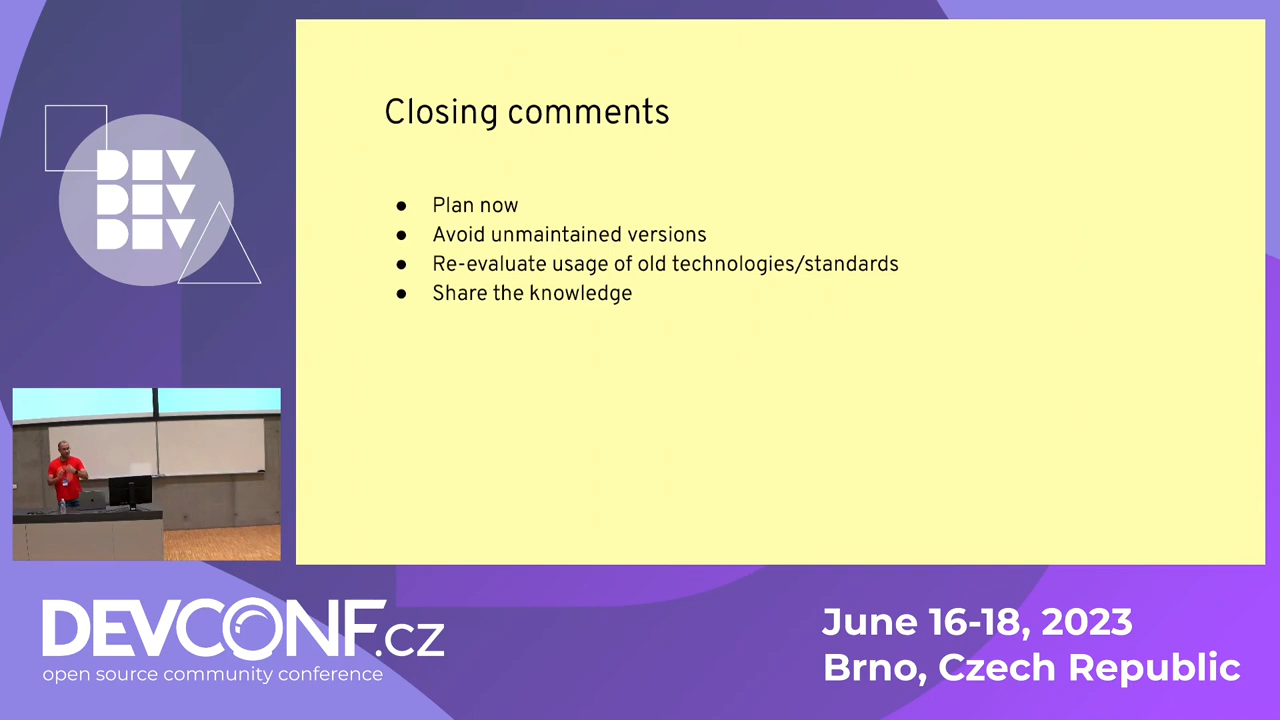 DEV
DEV
DEV
Closing comments
● Plan now
● Avoid unmaintained versions
● Re-evaluate usage of old technologies/standards
● Share the knowledge
DEVCONF.cz
open source community conference
June 16-18, 2023
Brno, Czech Republic